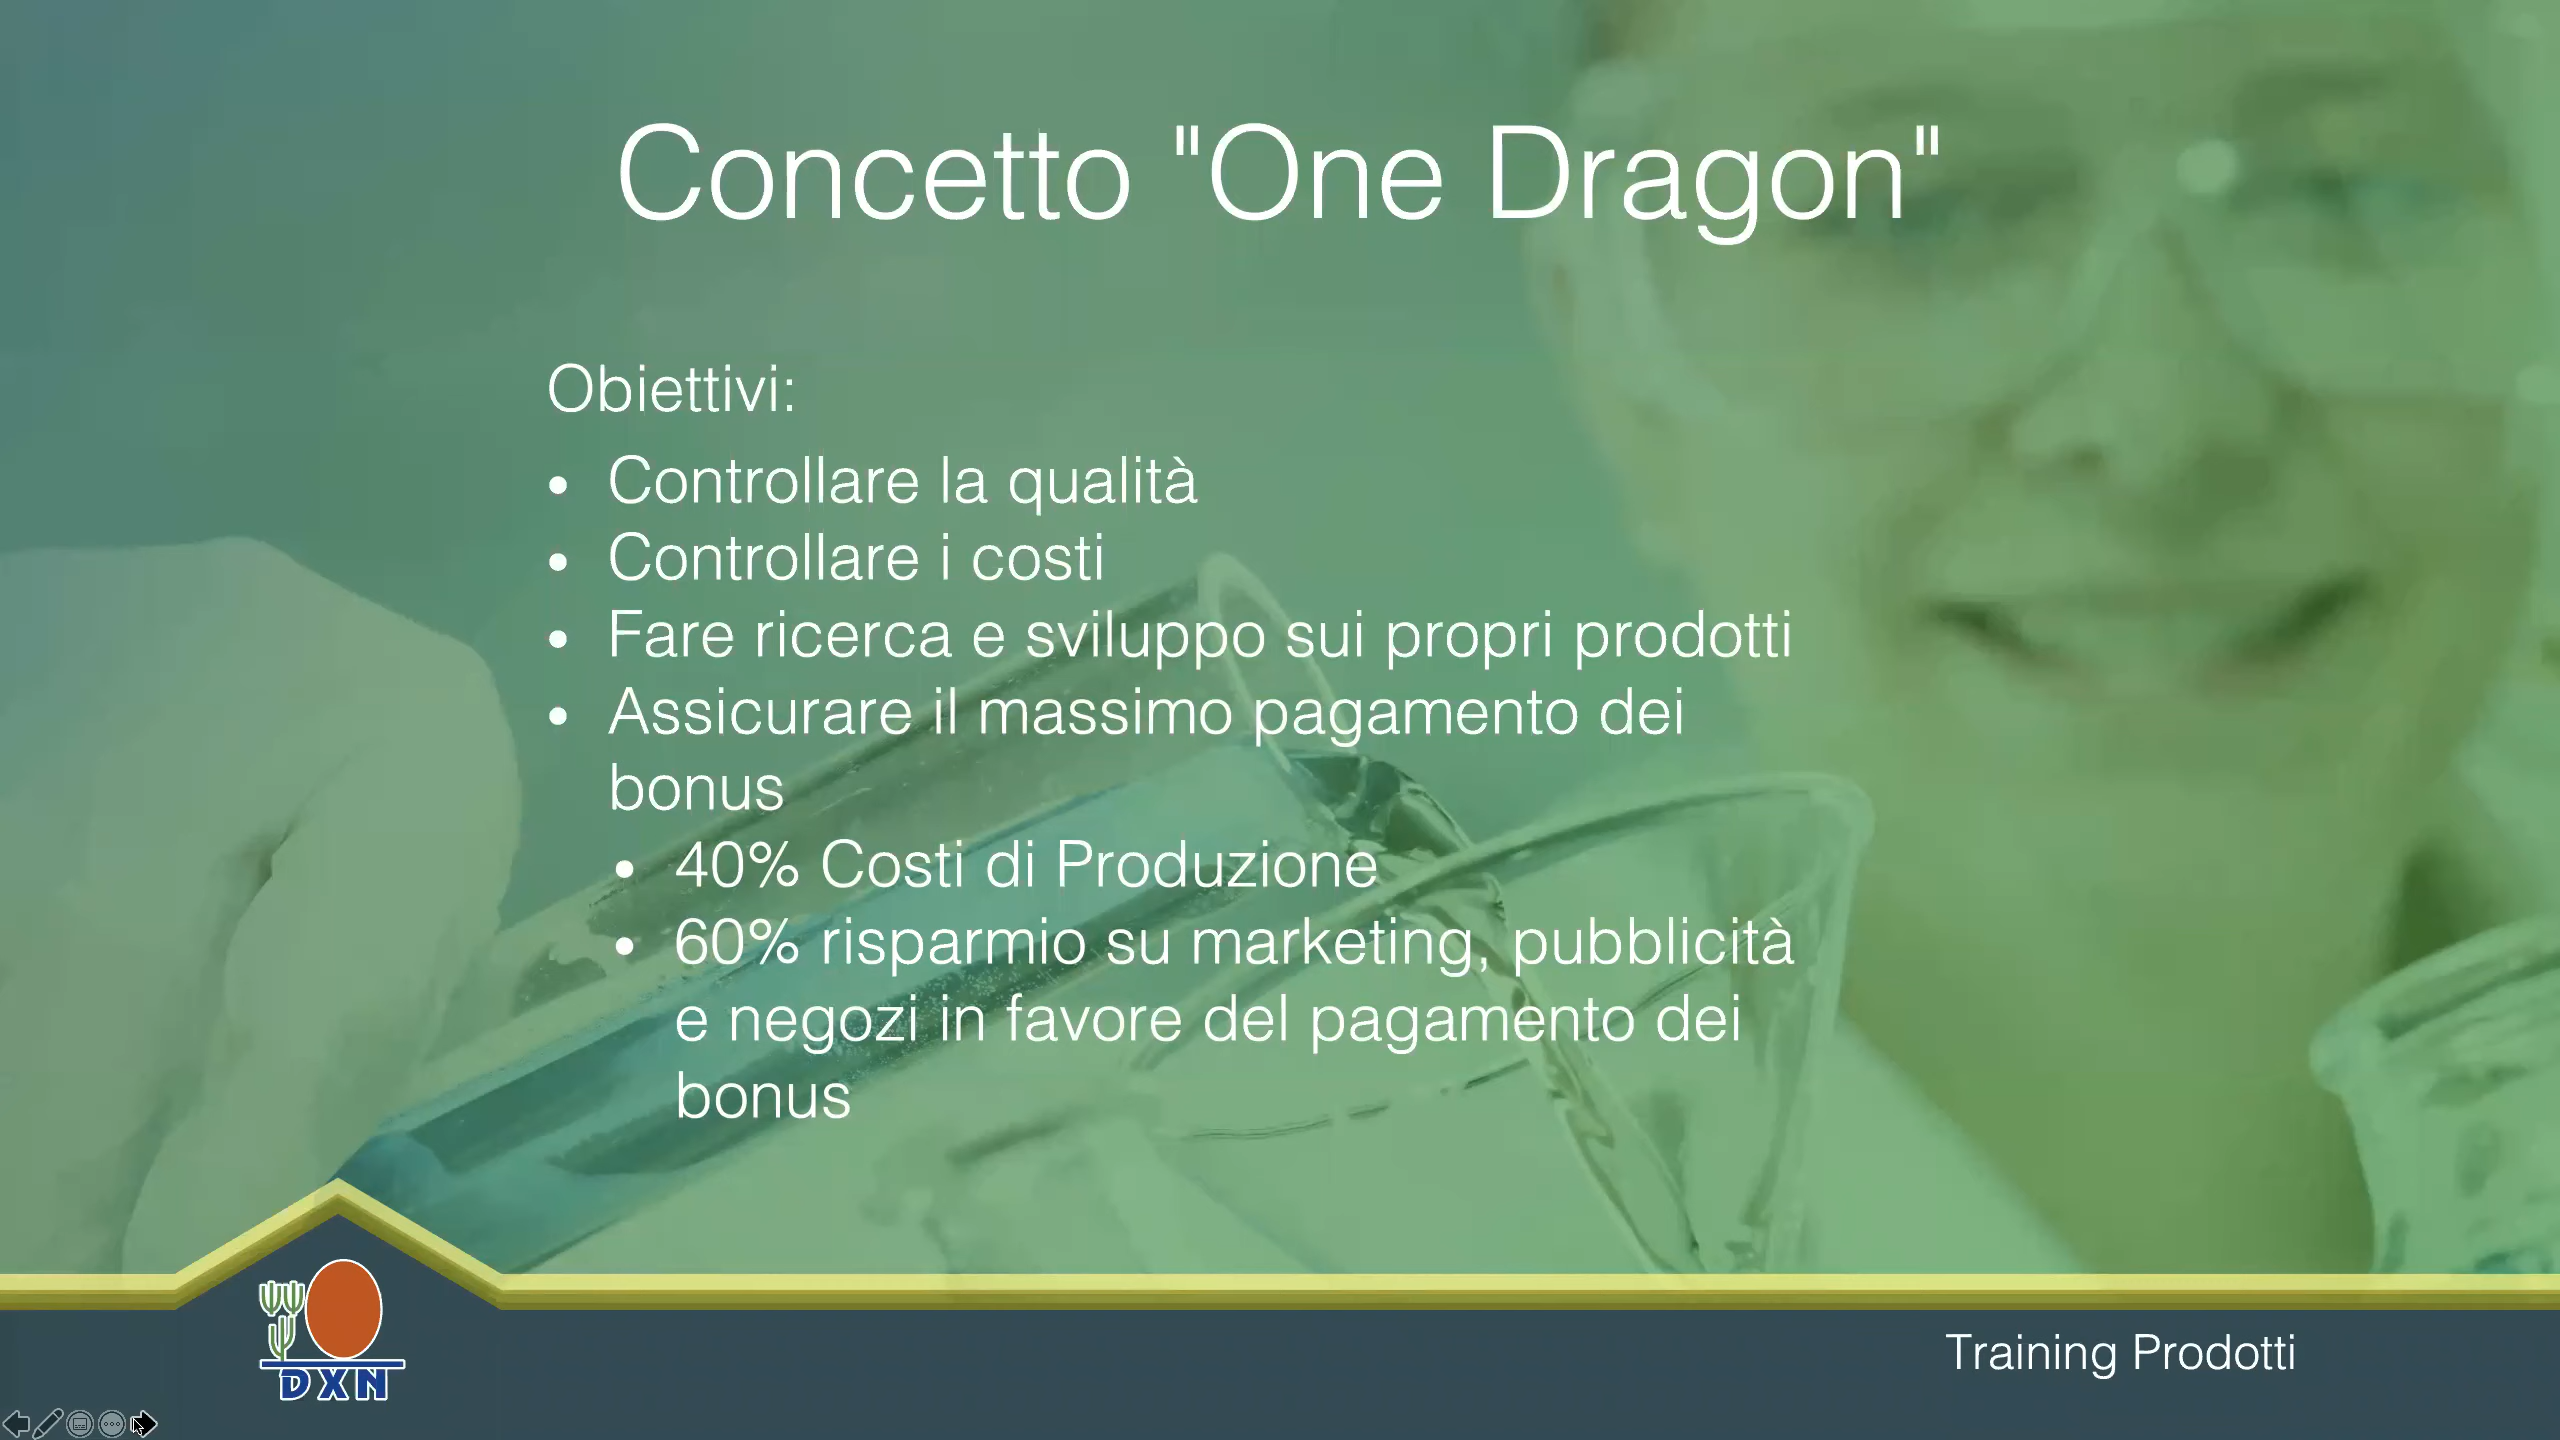 Concetto "One Dragon"
Obiettivi:
• Controllare la qualità
• Controllare i costi
• Fare ricerca e sviluppo sui propri prodotti
• Assicurare il massimo pagamento dei
bonus
• 40% Costi di Produzione
• 60% risparmio su marketing, pubblicità
e negozi in favore del pagamento dei
bonus
DXN
Training Prodotti